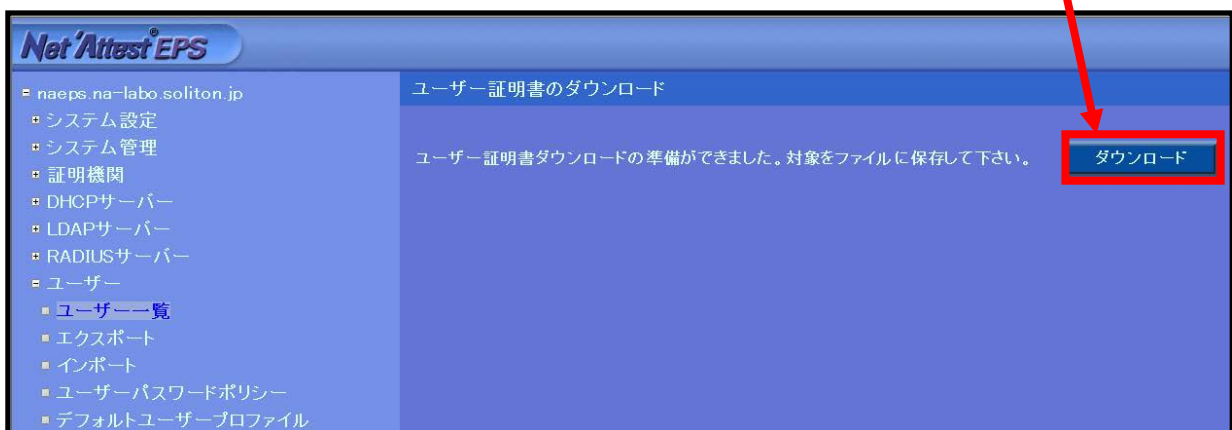 Net'Attest® EPS
naeps.na-labo.soliton.jp
システム設定
システム管理
証明機関
DHCPサーバー
LDAPサーバー
RADIUSサーバー
ユーザー
ユーザー一覧
エクスポート
インポート
ユーザーパスワードポリシー
デフォルトユーザープロファイル
ユーザー証明書のダウンロード
ユーザー証明書ダウンロードの準備ができました。対象をファイルに保存して下さい。
ダウンロード